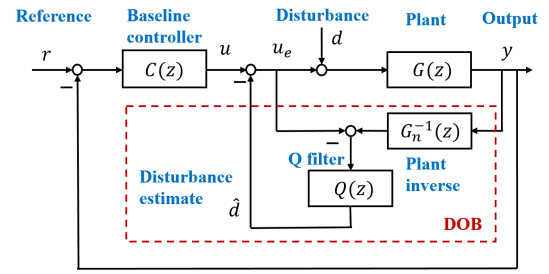 Reference
Baseline
controller
Disturbance
Plant
Output
r
C(z)
u
u_e
d
G(z)
y
−
−
−
G_n^{-1}(z)
Q filter
Plant
inverse
Disturbance
estimate
d̂
Q(z)
DOB